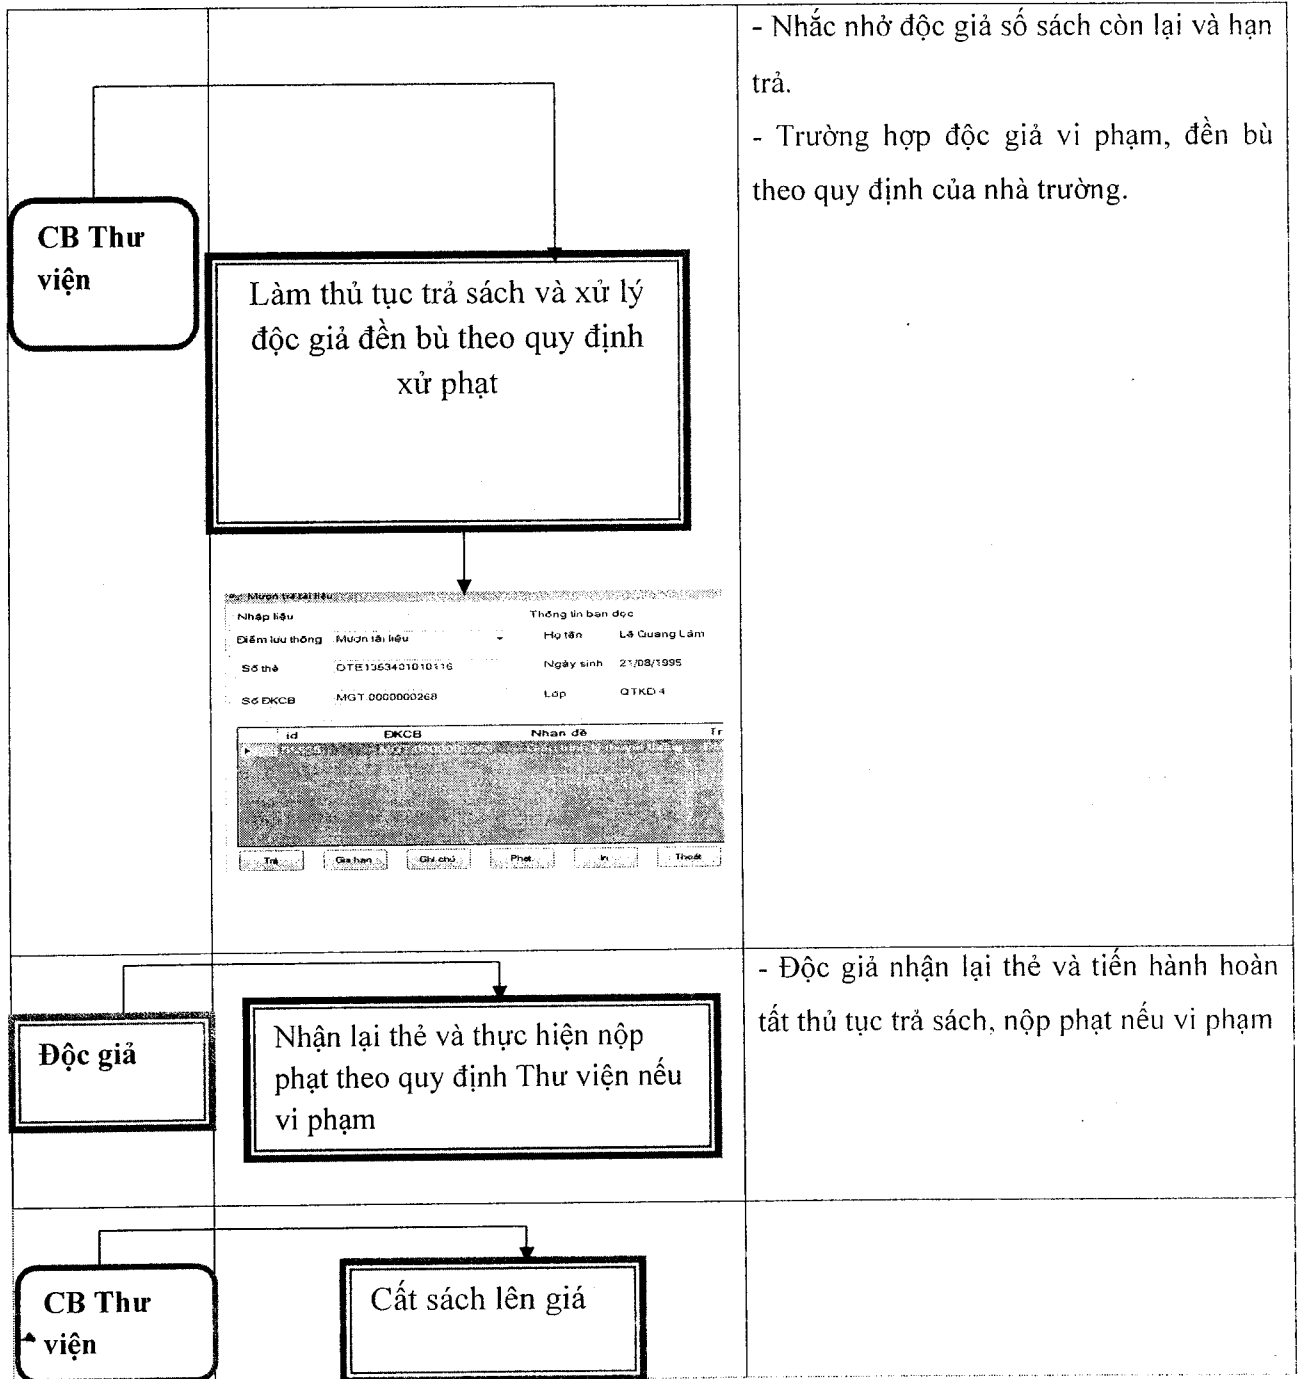 - Nhắc nhở độc giả số sách còn lại và hạn
trả.
- Trường hợp độc giả vi phạm, đền bù
theo quy định của nhà trường.
CB Thư
viện
Làm thủ tục trả sách và xử lý
độc giả đền bù theo quy định
xử phạt
Mượn trả tài liệu
Nhập liệu
Thông tin bạn đọc
Điểm lưu thông
Mượn tài liệu
Họ tên
Lê Quang Lâm
Số thẻ
Ngày sinh
21/08/1995
Số ĐKCB
MGT.0000000268
Lớp
QTKD 4
id
ĐKCB
Nhan đề
Tr
Trả
Gia hạn
Ghi chú
Phạt
In
Thoát
- Độc giả nhận lại thẻ và tiến hành hoàn
tất thủ tục trả sách, nộp phạt nếu vi phạm
Độc giả
Nhận lại thẻ và thực hiện nộp
phạt theo quy định Thư viện nếu
vi phạm
CB Thư
viện
Cất sách lên giá